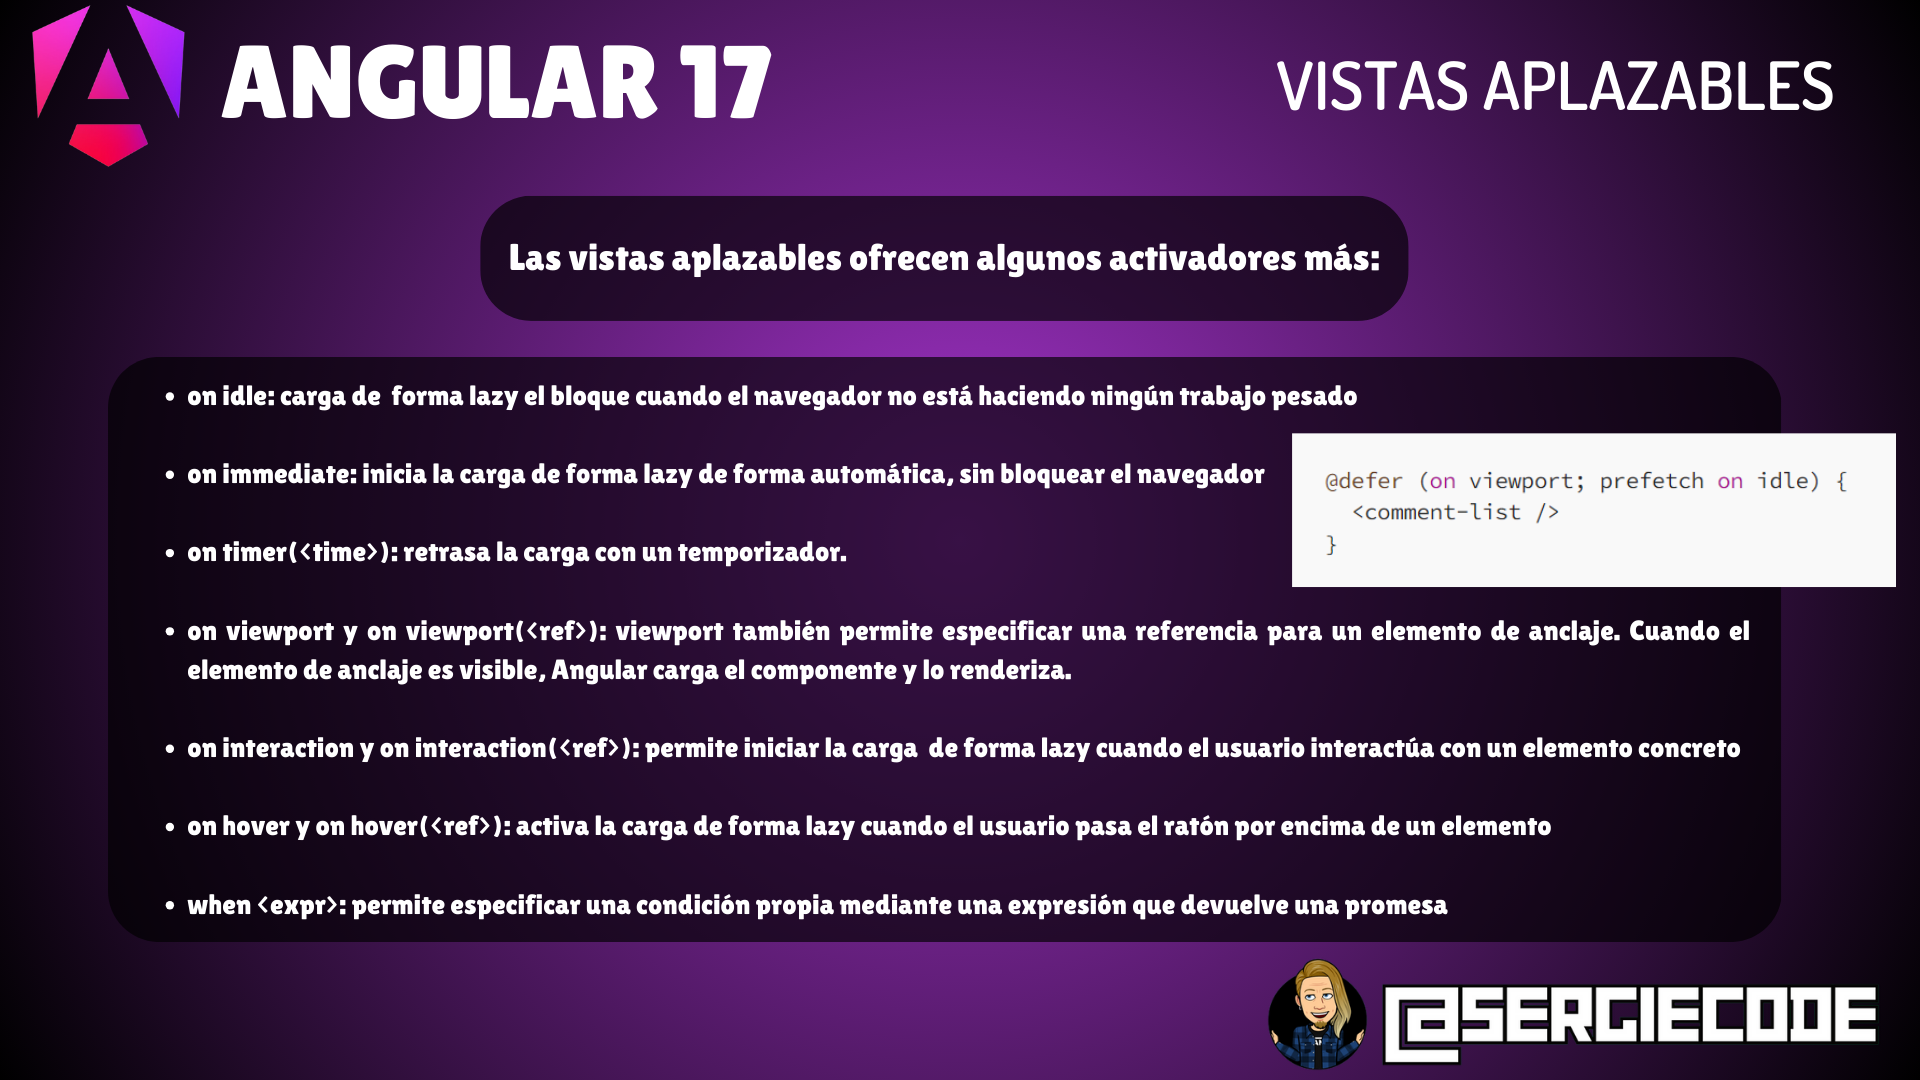 ANGULAR 17
VISTAS APLAZABLES
Las vistas aplazables ofrecen algunos activadores más:
• on idle: carga de  forma lazy el bloque cuando el navegador no está haciendo ningún trabajo pesado
• on immediate: inicia la carga de forma lazy de forma automática, sin bloquear el navegador
@defer (on viewport; prefetch on idle) {
  <comment-list />
}
• on timer(<time>): retrasa la carga con un temporizador.
• on viewport y on viewport(<ref>): viewport también permite especificar una referencia para un elemento de anclaje. Cuando el
elemento de anclaje es visible, Angular carga el componente y lo renderiza.
• on interaction y on interaction(<ref>): permite iniciar la carga  de forma lazy cuando el usuario interactúa con un elemento concreto
• on hover y on hover(<ref>): activa la carga de forma lazy cuando el usuario pasa el ratón por encima de un elemento
• when <expr>: permite especificar una condición propia mediante una expresión que devuelve una promesa
@SERGIECODE